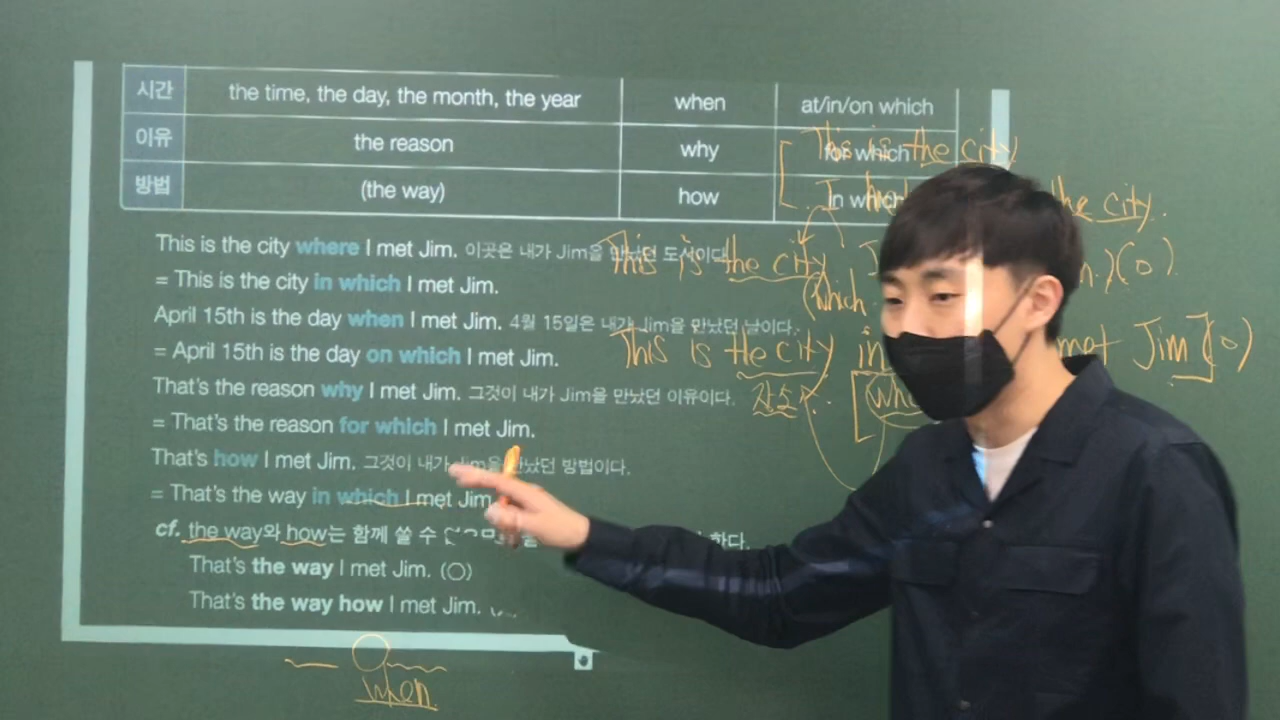 시간 the time, the day, the month, the year when at/in/on which
이유 the reason why for which
방법 (the way) how in which
This is the city
the city.
This is the city where I met Jim. 이곳은 내가 Jim을 만났던 도시이다
This is the city (o)
= This is the city in which I met Jim.
(which
April 15th is the day when I met Jim. 4월 15일은 내가 Jim을 만났던 날이다.
This is the city in met Jim] (o)
= April 15th is the day on which I met Jim.
That's the reason why I met Jim. 그것이 내가 Jim을 만났던 이유이다.
= That's the reason for which I met Jim.
That's how I met Jim. 그것이 내가 Jim을 만났던 방법이다.
= That's the way in which I met Jim
cf. the way와 how는 함께 쓸 수 한다.
That's the way I met Jim. (○)
That's the way how I met Jim.
when